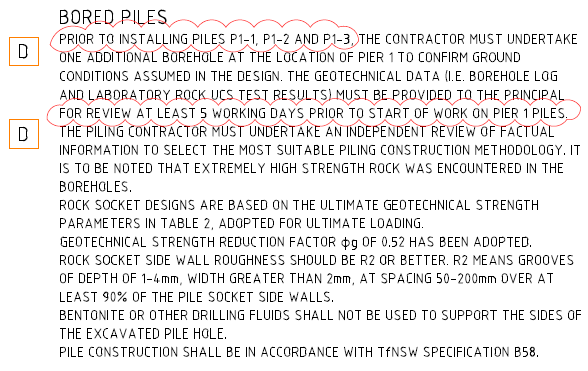 BORED PILES
D PRIOR TO INSTALLING PILES P1-1, P1-2 AND P1-3, THE CONTRACTOR MUST UNDERTAKE
ONE ADDITIONAL BOREHOLE AT THE LOCATION OF PIER 1 TO CONFIRM GROUND
CONDITIONS ASSUMED IN THE DESIGN. THE GEOTECHNICAL DATA (I.E. BOREHOLE LOG
AND LABORATORY ROCK UCS TEST RESULTS) MUST BE PROVIDED TO THE PRINCIPAL
FOR REVIEW AT LEAST 5 WORKING DAYS PRIOR TO START OF WORK ON PIER 1 PILES.
D THE PILING CONTRACTOR MUST UNDERTAKE AN INDEPENDENT REVIEW OF FACTUAL
INFORMATION TO SELECT THE MOST SUITABLE PILING CONSTRUCTION METHODOLOGY. IT
IS TO BE NOTED THAT EXTREMELY HIGH STRENGTH ROCK WAS ENCOUNTERED IN THE
BOREHOLES.
ROCK SOCKET DESIGNS ARE BASED ON THE ULTIMATE GEOTECHNICAL STRENGTH
PARAMETERS IN TABLE 2, ADOPTED FOR ULTIMATE LOADING.
GEOTECHNICAL STRENGTH REDUCTION FACTOR ϕg OF 0.52 HAS BEEN ADOPTED.
ROCK SOCKET SIDE WALL ROUGHNESS SHOULD BE R2 OR BETTER. R2 MEANS GROOVES
OF DEPTH OF 1-4mm, WIDTH GREATER THAN 2mm, AT SPACING 50-200mm OVER AT
LEAST 90% OF THE PILE SOCKET SIDE WALLS.
BENTONITE OR OTHER DRILLING FLUIDS SHALL NOT BE USED TO SUPPORT THE SIDES OF
THE EXCAVATED PILE HOLE.
PILE CONSTRUCTION SHALL BE IN ACCORDANCE WITH TfNSW SPECIFICATION B58.